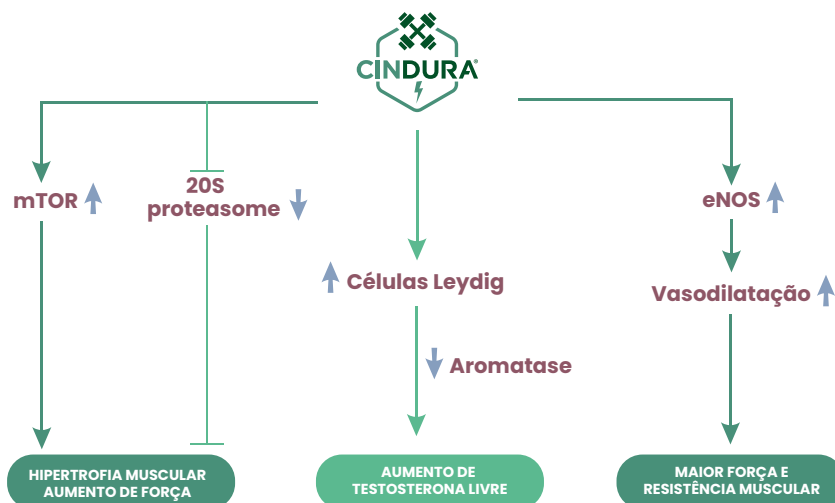 CINDURA®
mTOR
20S
proteasome
eNOS
Células Leydig
Vasodilatação
Aromatase
HIPERTROFIA MUSCULAR
AUMENTO DE FORÇA
AUMENTO DE
TESTOSTERONA LIVRE
MAIOR FORÇA E
RESISTÊNCIA MUSCULAR